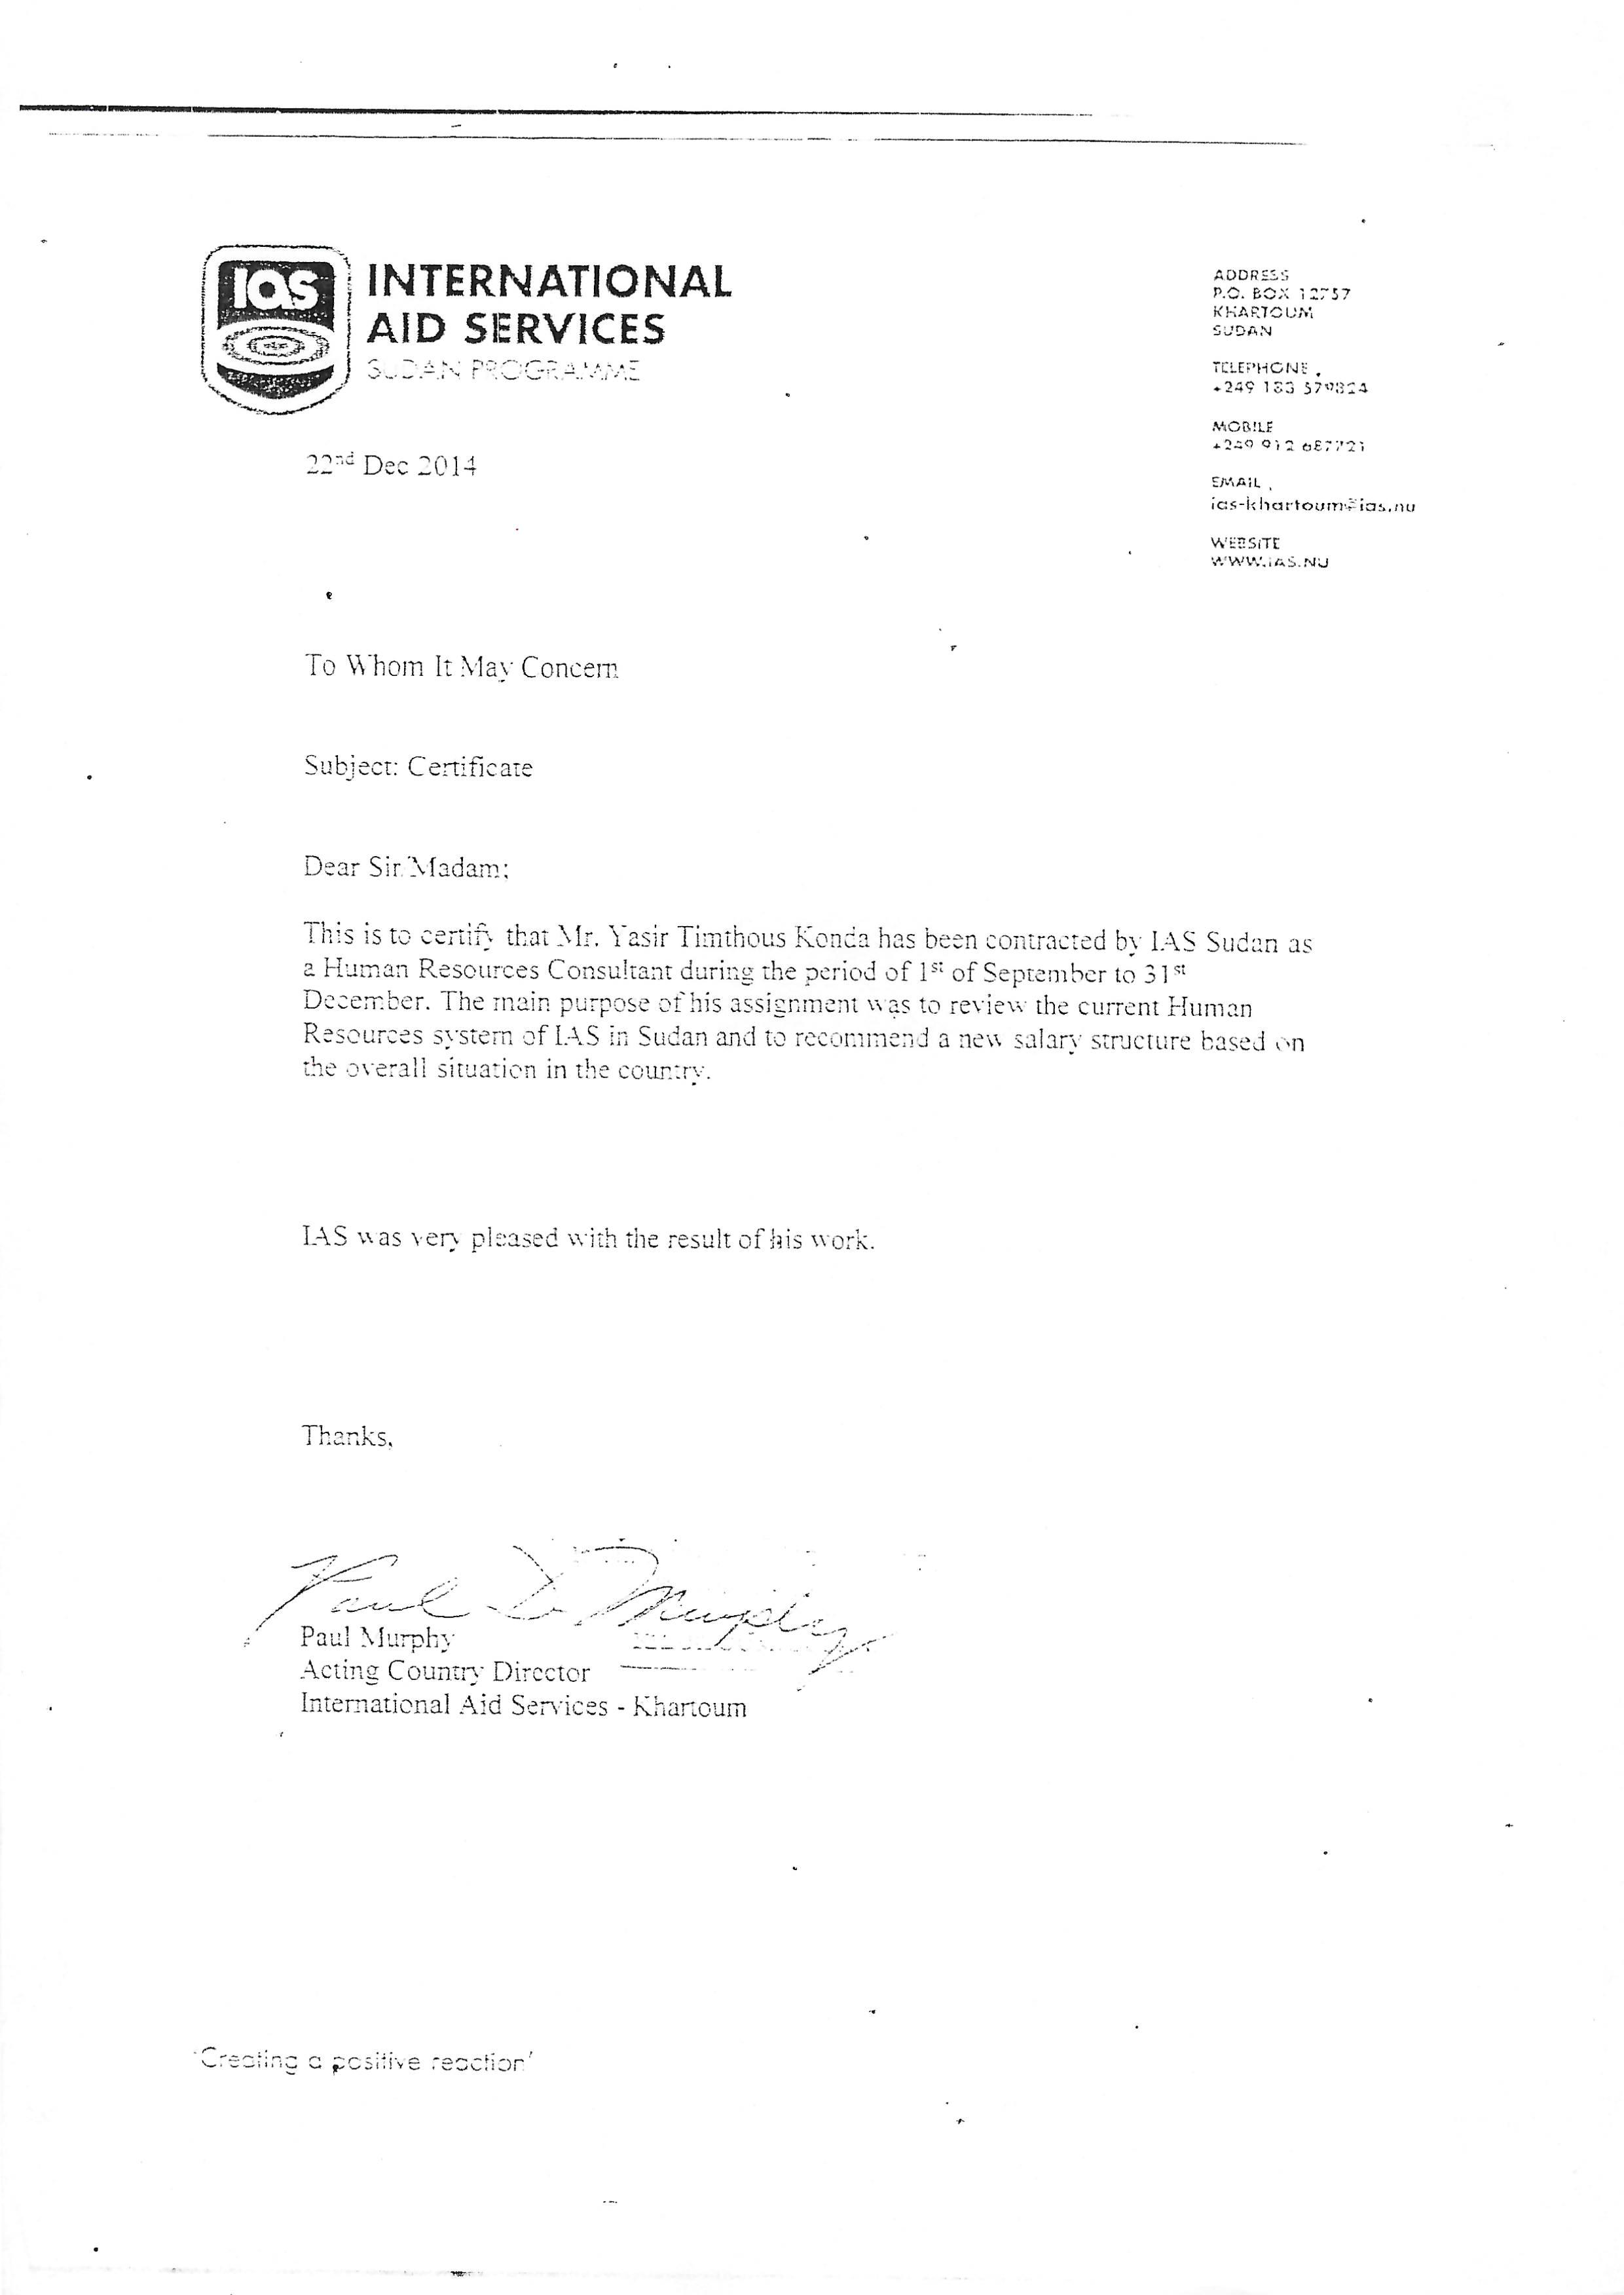 IAS
INTERNATIONAL
AID SERVICES
SUDAN PROGRAMME
ADDRESS
P.O. BOX 12757
KHARTOUM
SUDAN
TELEPHONE
+249 183 579824
MOBILE
+249 912 687721
EMAIL
ias-khartoum@ias.nu
WEBSITE
WWW.IAS.NU
22nd Dec 2014
To Whom It May Concern
Subject: Certificate
Dear Sir/Madam;
This is to certify that Mr. Yasir Timthous Konda has been contracted by IAS Sudan as
a Human Resources Consultant during the period of 1st of September to 31st
December. The main purpose of his assignment was to review the current Human
Resources system of IAS in Sudan and to recommend a new salary structure based on
the overall situation in the country.
IAS was very pleased with the result of his work.
Thanks,
Paul D Murphy
Paul Murphy
Acting Country Director
International Aid Services - Khartoum
'Creating a positive reaction'